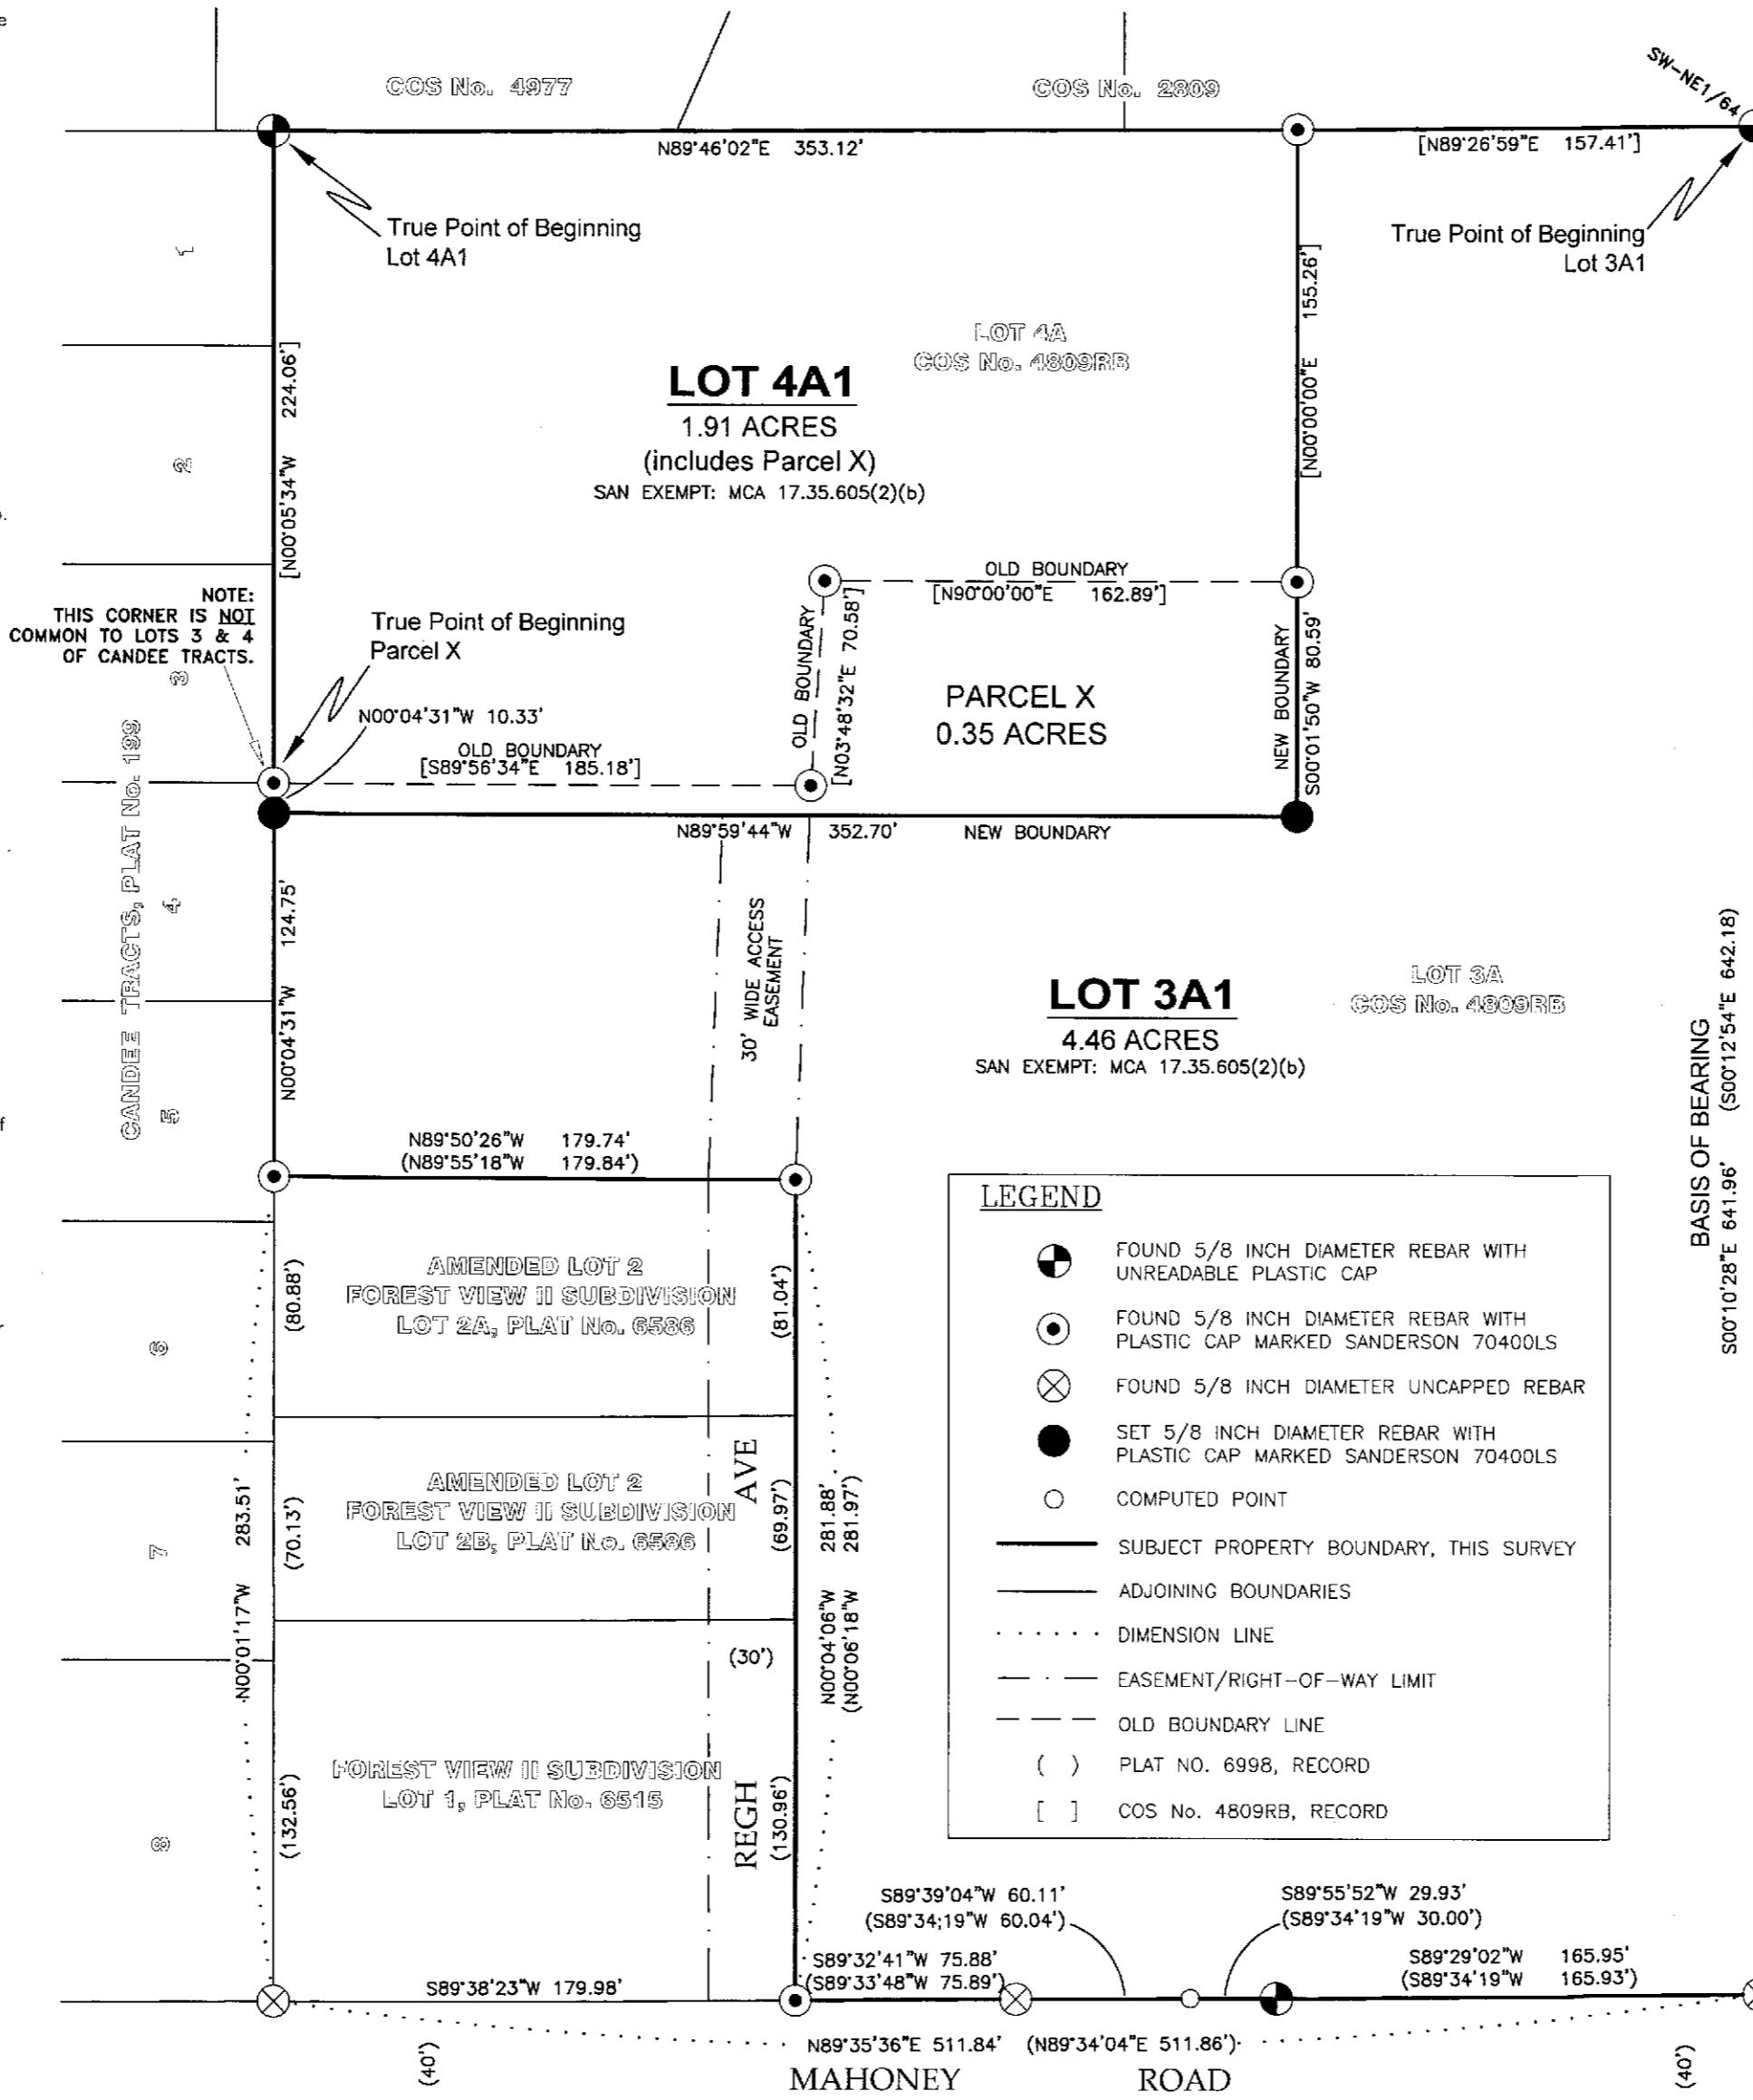 e
COS No. 4977
COS No. 2809
SW-NE1/64
N89°46'02"E 353.12'
[N89°26'59"E 157.41']
True Point of Beginning
Lot 4A1
True Point of Beginning
Lot 3A1
1
[N00°05'34"W 224.06']
[N00°00'00"E 155.26']
LOT 4A
COS No. 4809RB
LOT 4A1
1.91 ACRES
(includes Parcel X)
SAN EXEMPT: MCA 17.35.605(2)(b)
2
.
NOTE:
THIS CORNER IS NOT
COMMON TO LOTS 3 & 4
OF CANDEE TRACTS.
3
True Point of Beginning
Parcel X
N00°04'31"W 10.33'
OLD BOUNDARY
[S89°56'34"E 185.18']
OLD BOUNDARY
[N03°48'32"E 70.58']
OLD BOUNDARY
[N90°00'00"E 162.89']
PARCEL X
0.35 ACRES
NEW BOUNDARY
S00°01'50"W 80.59'
N89°59'44"W 352.70' NEW BOUNDARY
CANDEE TRACTS, PLAT No. 199
4
5
N00°04'31"W 124.75'
30' WIDE ACCESS
EASEMENT
LOT 3A1
4.46 ACRES
SAN EXEMPT: MCA 17.35.605(2)(b)
LOT 3A
COS No. 4809RB
BASIS OF BEARING
S00°10'28"E 641.96' (S00°12'54"E 642.18)
f
N89°50'26"W 179.74'
(N89°55'18"W 179.84')
(80.88')
AMENDED LOT 2
FOREST VIEW II SUBDIVISION
LOT 2A, PLAT No. 6586
(81.04')
6
7
N00°01'17"W 283.51'
(70.13')
AMENDED LOT 2
FOREST VIEW II SUBDIVISION
LOT 2B, PLAT No. 6586
(69.97')
N00°04'06"W 281.88'
(N00°06'18"W 281.97')
(30')
8
(132.56')
FOREST VIEW II SUBDIVISION
LOT 1, PLAT No. 6515
REGH AVE
(130.96')
LEGEND
FOUND 5/8 INCH DIAMETER REBAR WITH
UNREADABLE PLASTIC CAP
FOUND 5/8 INCH DIAMETER REBAR WITH
PLASTIC CAP MARKED SANDERSON 70400LS
FOUND 5/8 INCH DIAMETER UNCAPPED REBAR
SET 5/8 INCH DIAMETER REBAR WITH
PLASTIC CAP MARKED SANDERSON 70400LS
COMPUTED POINT
SUBJECT PROPERTY BOUNDARY, THIS SURVEY
ADJOINING BOUNDARIES
DIMENSION LINE
EASEMENT/RIGHT-OF-WAY LIMIT
OLD BOUNDARY LINE
( ) PLAT NO. 6998, RECORD
[ ] COS No. 4809RB, RECORD
S89°38'23"W 179.98'
S89°32'41"W 75.88'
(S89°33'48"W 75.89')
S89°39'04"W 60.11'
(S89°34;19"W 60.04')
S89°55'52"W 29.93'
(S89°34'19"W 30.00')
S89°29'02"W 165.95'
(S89°34'19"W 165.93')
N89°35'36"E 511.84' (N89°34'04"E 511.86')
(40')
MAHONEY ROAD
(40')